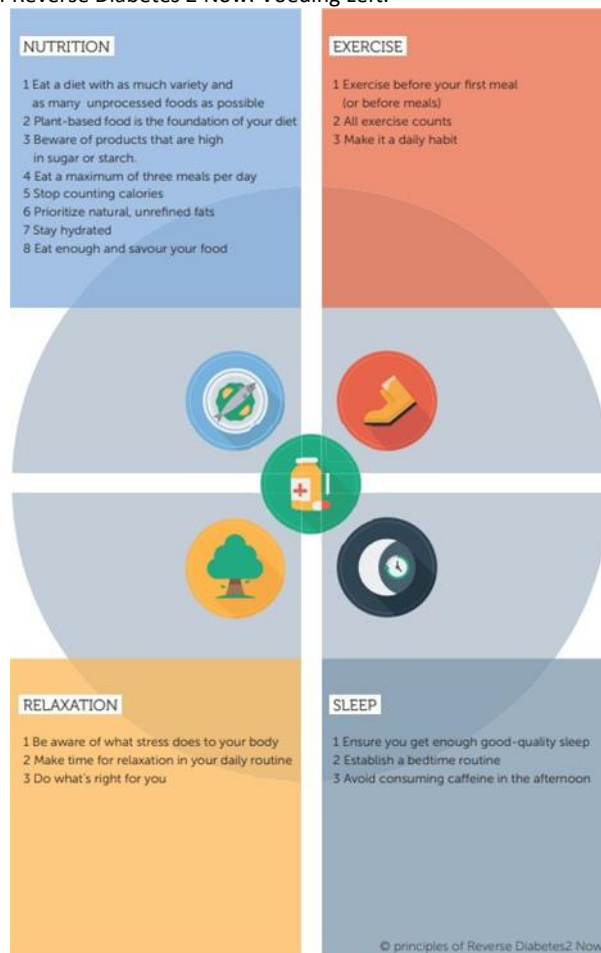 Reverse Diabetes 2 Now. Voeding Left.
NUTRITION
1 Eat a diet with as much variety and
as many unprocessed foods as possible
2 Plant-based food is the foundation of your diet
3 Beware of products that are high
in sugar or starch.
4 Eat a maximum of three meals per day
5 Stop counting calories
6 Prioritize natural, unrefined fats
7 Stay hydrated
8 Eat enough and savour your food
EXERCISE
1 Exercise before your first meal
(or before meals)
2 All exercise counts
3 Make it a daily habit
RELAXATION
1 Be aware of what stress does to your body
2 Make time for relaxation in your daily routine
3 Do what's right for you
SLEEP
1 Ensure you get enough good-quality sleep
2 Establish a bedtime routine
3 Avoid consuming caffeine in the afternoon
© principles of Reverse Diabetes2 Now